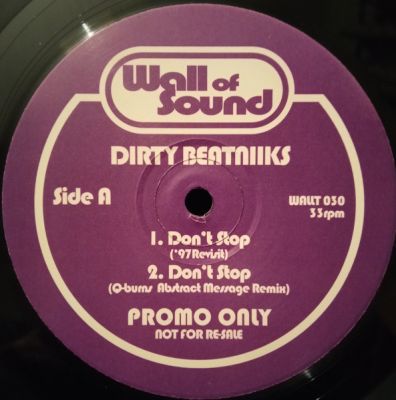 Wall of
Sound
DIRTY BEATNIIKS
Side A
WALLT 030
33rpm
1. Don't Stop
('97 Revisit)
2. Don't Stop
(Q-burns Abstract Message Remix)
PROMO ONLY
NOT FOR RE-SALE